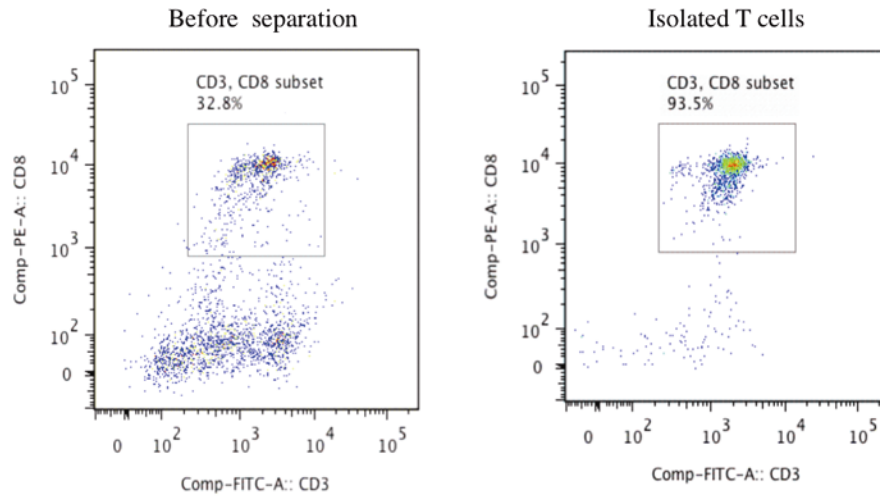 Before separation
Isolated T cells
CD3, CD8 subset
32.8%
10^5
10^4
10^3
10^2
0
Comp-PE-A:: CD8
0
10^2
10^3
10^4
10^5
Comp-FITC-A:: CD3
CD3, CD8 subset
93.5%
10^5
10^4
10^3
10^2
0
Comp-PE-A:: CD8
0
10^2
10^3
10^4
10^5
Comp-FITC-A:: CD3